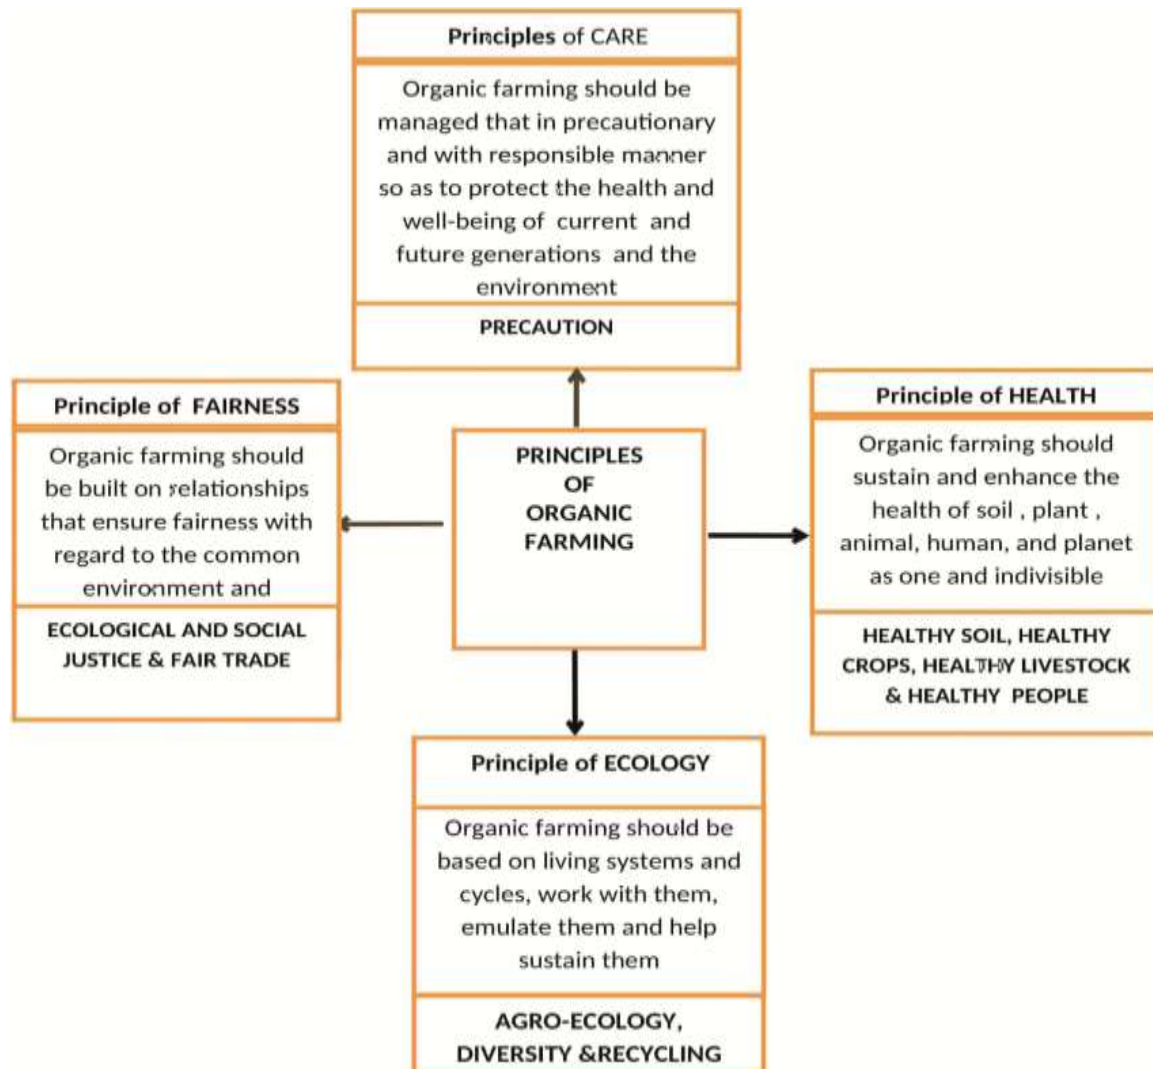 Principles of CARE
Organic farming should be
managed that in precautionary
and with responsible manner
so as to protect the health and
well-being of current and
future generations and the
environment
PRECAUTION
Principle of FAIRNESS
Organic farming should
be built on relationships
that ensure fairness with
regard to the common
environment and
ECOLOGICAL AND SOCIAL
JUSTICE & FAIR TRADE
PRINCIPLES
OF
ORGANIC
FARMING
Principle of HEALTH
Organic farming should
sustain and enhance the
health of soil , plant ,
animal, human, and planet
as one and indivisible
HEALTHY SOIL, HEALTHY
CROPS, HEALTHY LIVESTOCK
& HEALTHY PEOPLE
Principle of ECOLOGY
Organic farming should be
based on living systems and
cycles, work with them,
emulate them and help
sustain them
AGRO-ECOLOGY,
DIVERSITY &RECYCLING